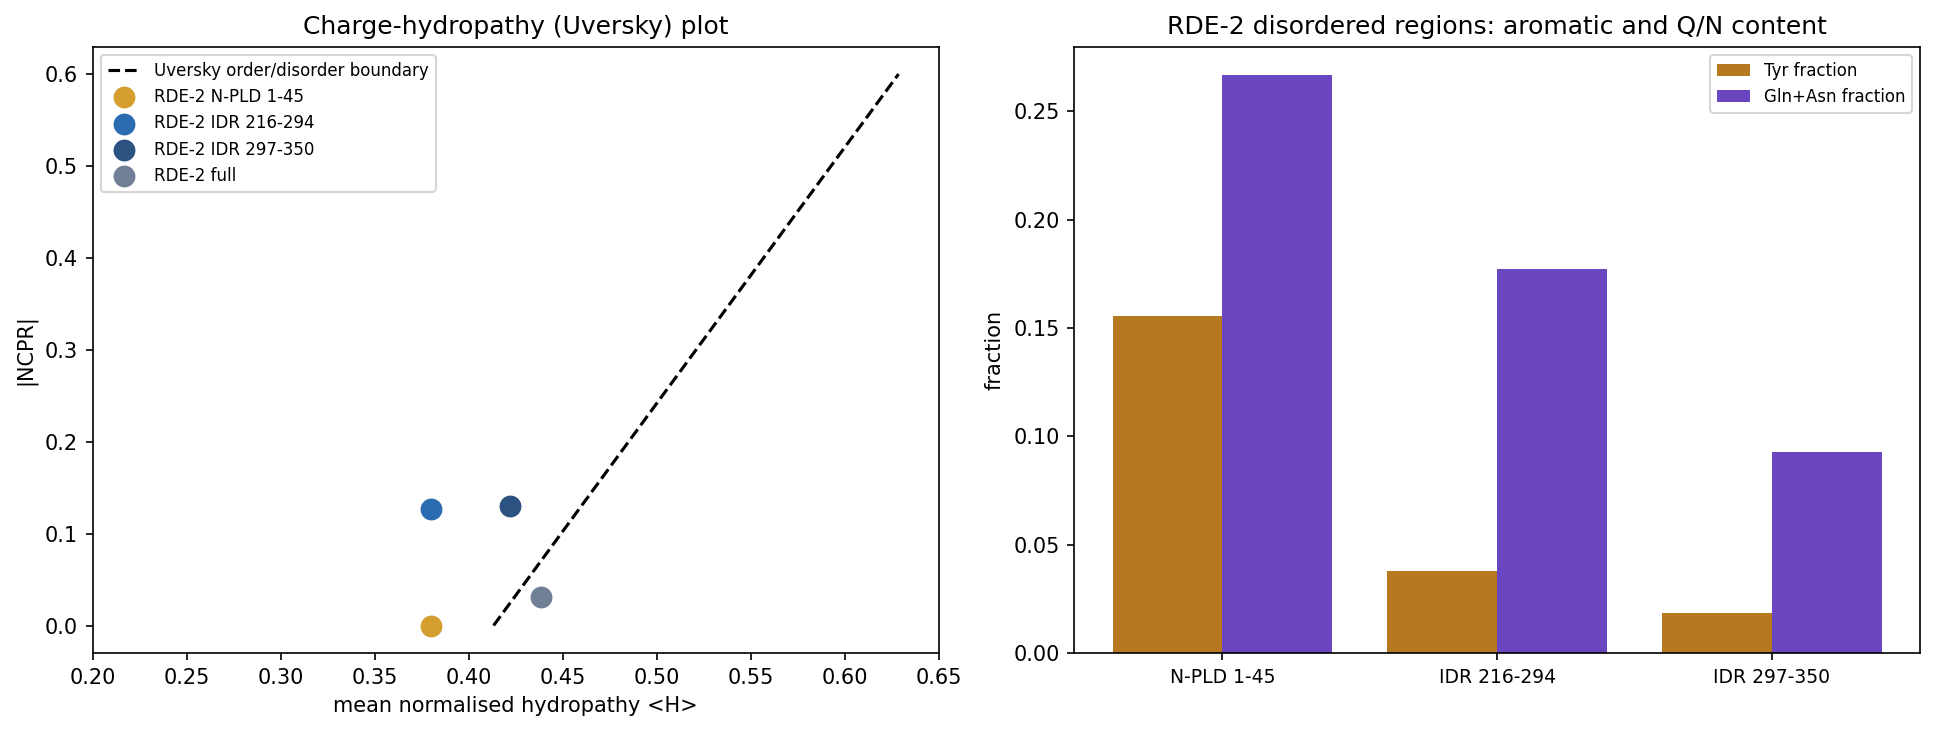 Charge-hydropathy (Uversky) plot
Uversky order/disorder boundary
RDE-2 N-PLD 1-45
RDE-2 IDR 216-294
RDE-2 IDR 297-350
RDE-2 full
0.6
0.5
0.4
0.3
0.2
0.1
0.0
|NCPR|
0.20 0.25 0.30 0.35 0.40 0.45 0.50 0.55 0.60 0.65
mean normalised hydropathy <H>
RDE-2 disordered regions: aromatic and Q/N content
Tyr fraction
Gln+Asn fraction
0.25
0.20
0.15
0.10
0.05
0.00
fraction
N-PLD 1-45 IDR 216-294 IDR 297-350